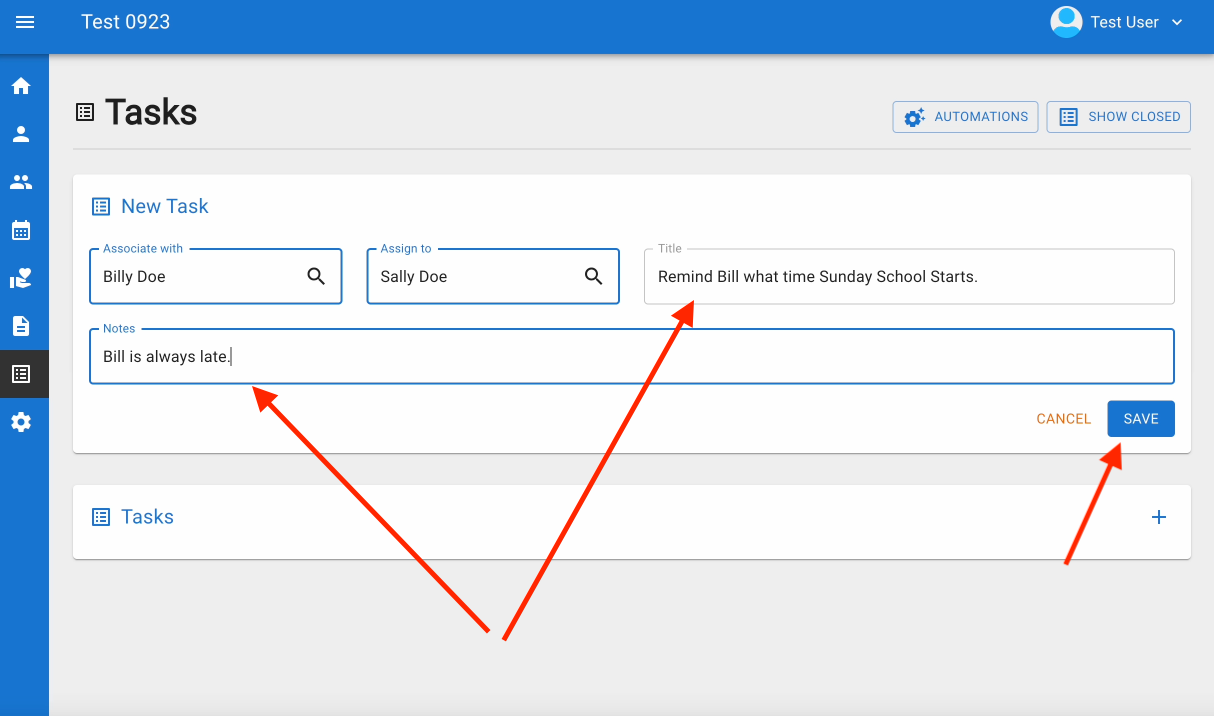 Test 0923
Test User
Tasks
AUTOMATIONS
SHOW CLOSED
New Task
Associate with
Billy Doe
Assign to
Sally Doe
Title
Remind Bill what time Sunday School Starts.
Notes
Bill is always late.
CANCEL
SAVE
Tasks